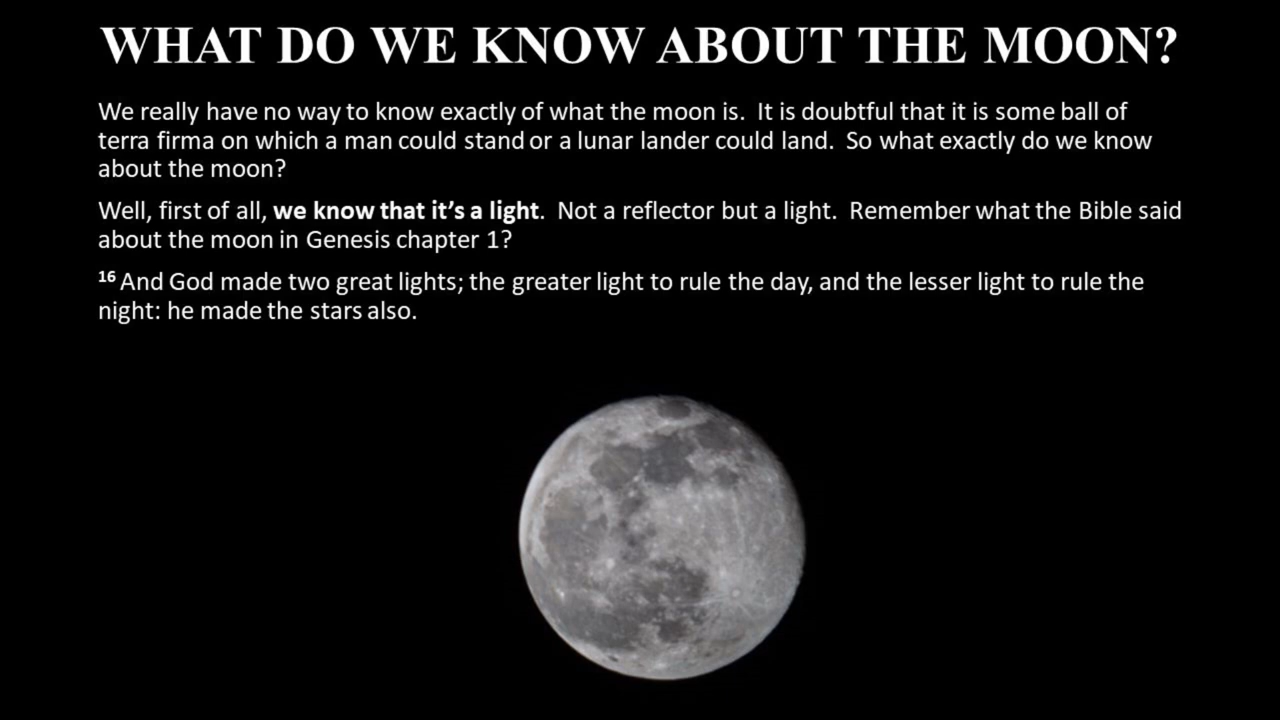 WHAT DO WE KNOW ABOUT THE MOON?
We really have no way to know exactly of what the moon is.  It is doubtful that it is some ball of
terra firma on which a man could stand or a lunar lander could land.  So what exactly do we know
about the moon?
Well, first of all, we know that it’s a light.  Not a reflector but a light.  Remember what the Bible said
about the moon in Genesis chapter 1?
16 And God made two great lights; the greater light to rule the day, and the lesser light to rule the
night: he made the stars also.